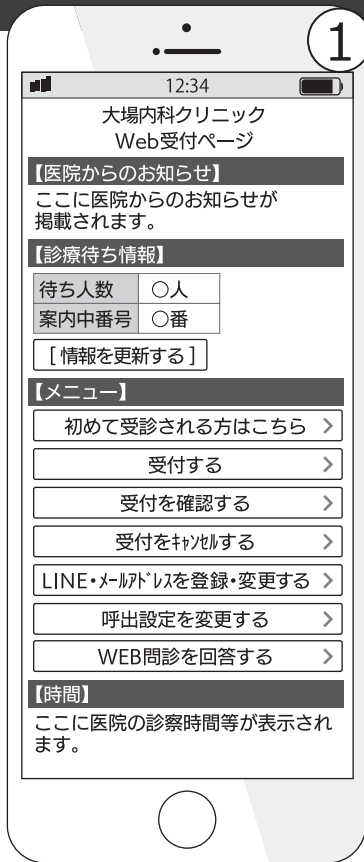 ①
12:34
大場内科クリニック
Web受付ページ
【医院からのお知らせ】
ここに医院からのお知らせが
掲載されます。
【診療待ち情報】
待ち人数 ○人
案内中番号 ○番
[情報を更新する]
【メニュー】
初めて受診される方はこちら >
受付する >
受付を確認する >
受付をｷｬﾝｾﾙする >
LINE・ﾒｰﾙｱﾄﾞﾚｽを登録・変更する >
呼出設定を変更する >
WEB問診を回答する >
【時間】
ここに医院の診察時間等が表示され
ます。